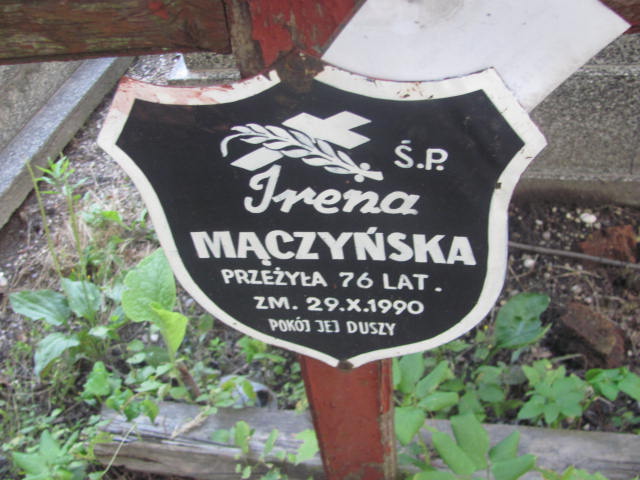 Ś.P.
Irena
MĄCZYŃSKA
PRZEŻYŁA 76 LAT.
ZM. 29.X.1990
POKÓJ JEJ DUSZY